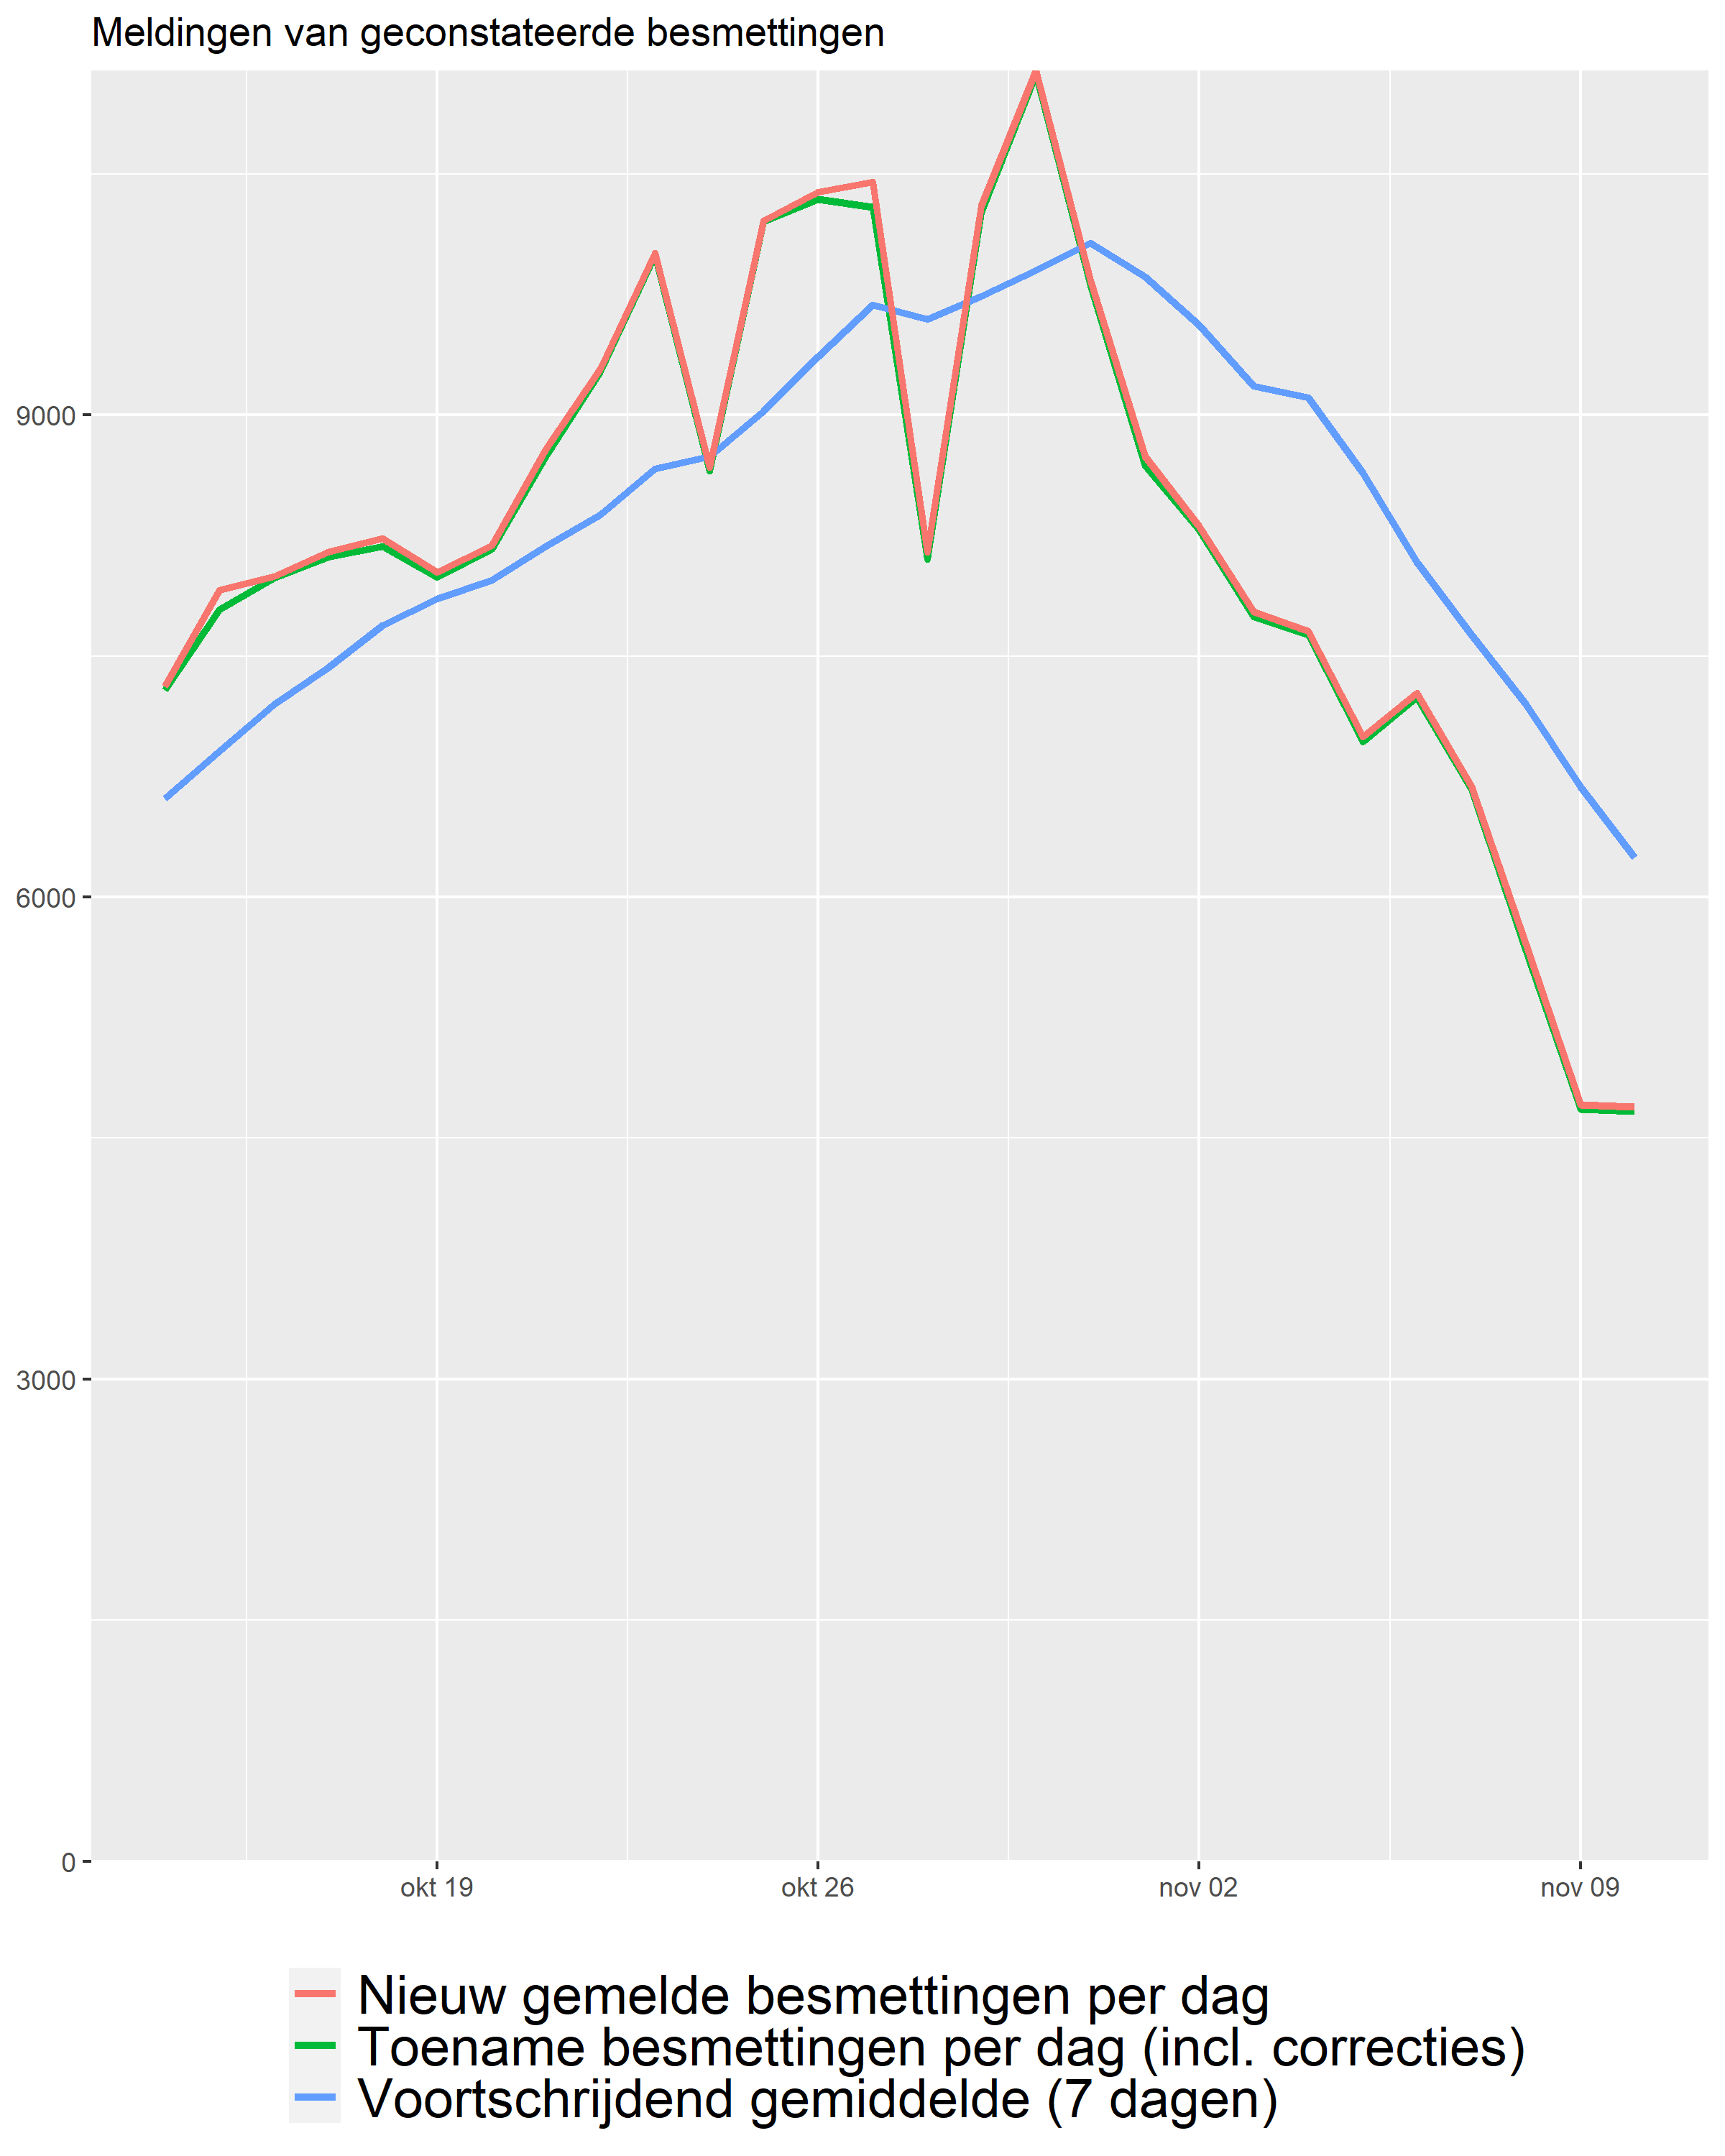 Meldingen van geconstateerde besmettingen
9000
6000
3000
0
okt 19
okt 26
nov 02
nov 09
Nieuw gemelde besmettingen per dag
Toename besmettingen per dag (incl. correcties)
Voortschrijdend gemiddelde (7 dagen)